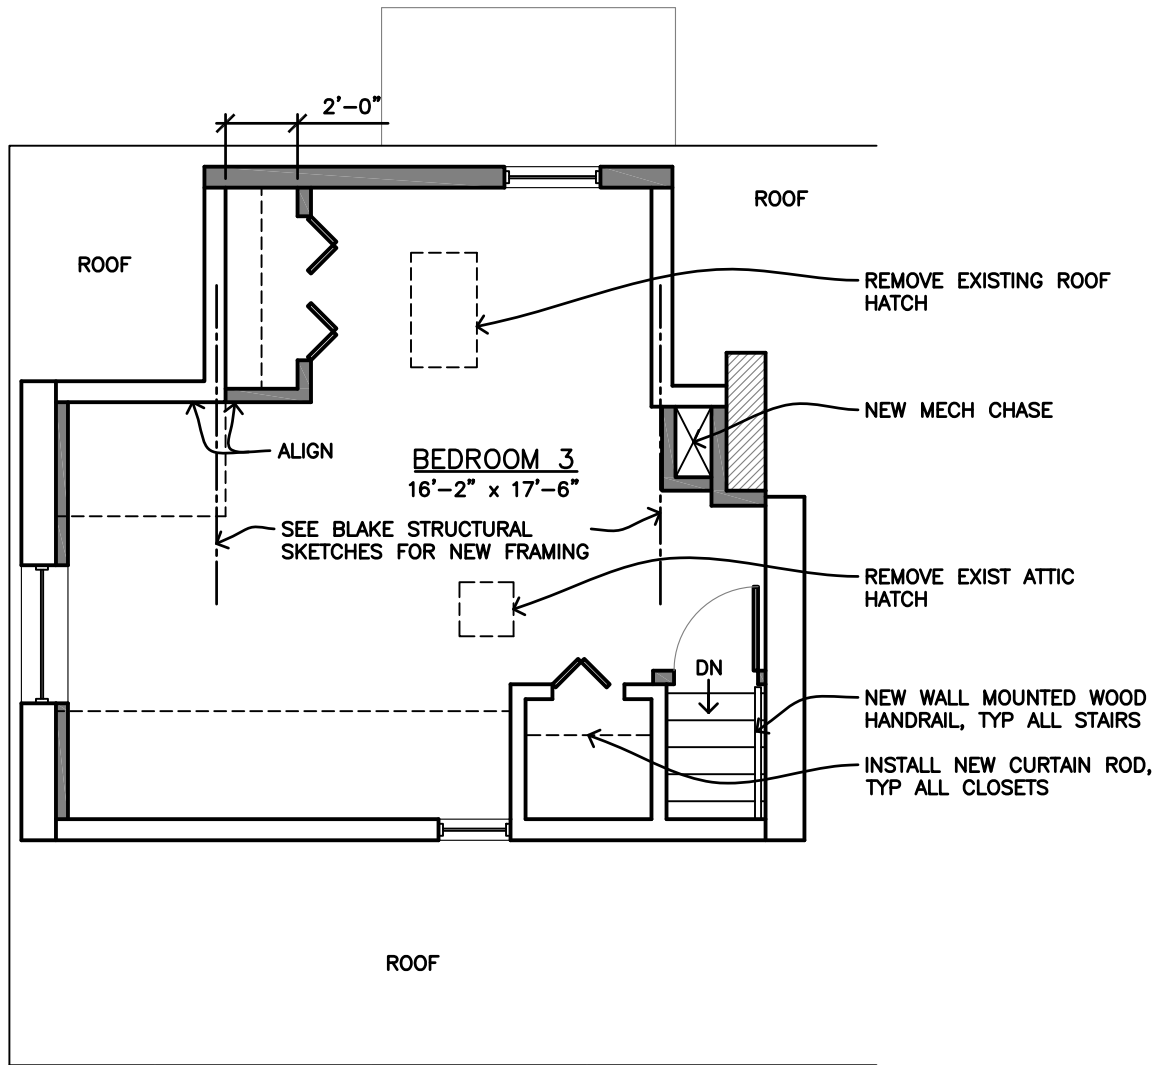 2'-0"
ROOF
ROOF
REMOVE EXISTING ROOF
HATCH
NEW MECH CHASE
ALIGN
BEDROOM 3
16'-2" x 17'-6"
SEE BLAKE STRUCTURAL
SKETCHES FOR NEW FRAMING
REMOVE EXIST ATTIC
HATCH
DN
NEW WALL MOUNTED WOOD
HANDRAIL, TYP ALL STAIRS
INSTALL NEW CURTAIN ROD,
TYP ALL CLOSETS
ROOF